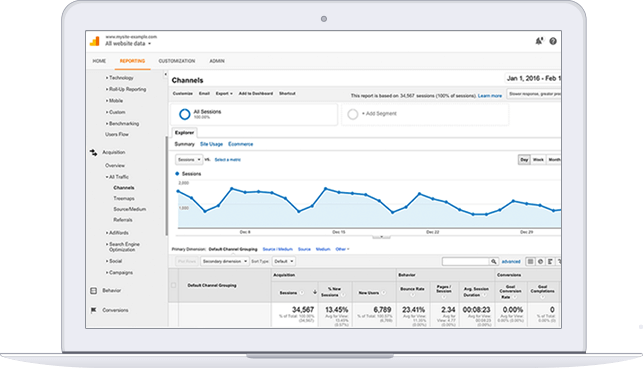 www.mysite-example.com
All website data
HOME REPORTING CUSTOMIZATION ADMIN
Technology
Roll-Up Reporting
Mobile
Custom
Benchmarking
Users Flow
Acquisition
Overview
All Traffic
Channels
Treemaps
Source/Medium
Referrals
AdWords
Search Engine
Optimization
Social
Campaigns
Behavior
Conversions
Channels
Jan 1, 2016 - Feb 1
Customize Email Export Add to Dashboard Shortcut
This report is based on 34,567 sessions (100% of sessions). Learn more
Slower response, greater prec
All Sessions
100.00%
+ Add Segment
Explorer
Summary Site Usage Ecommerce
Sessions vs. Select a metric
Day Week Month
Sessions
2,000
1,000
Dec 8 Dec 15 Dec 22 Dec 29
Primary Dimension: Default Channel Grouping Source / Medium Source Medium Other
Plot Rows Secondary dimension Sort Type: Default
advanced
Default Channel Grouping
Acquisition Behavior Conversions
Sessions
% New
Sessions
New Users
Bounce Rate
Pages /
Session
Avg. Session
Duration
Goal
Conversion
Rate
Goal
Completions
34,567 13.45% 6,789 23.41% 2.34 00:08:23 0.00% 0